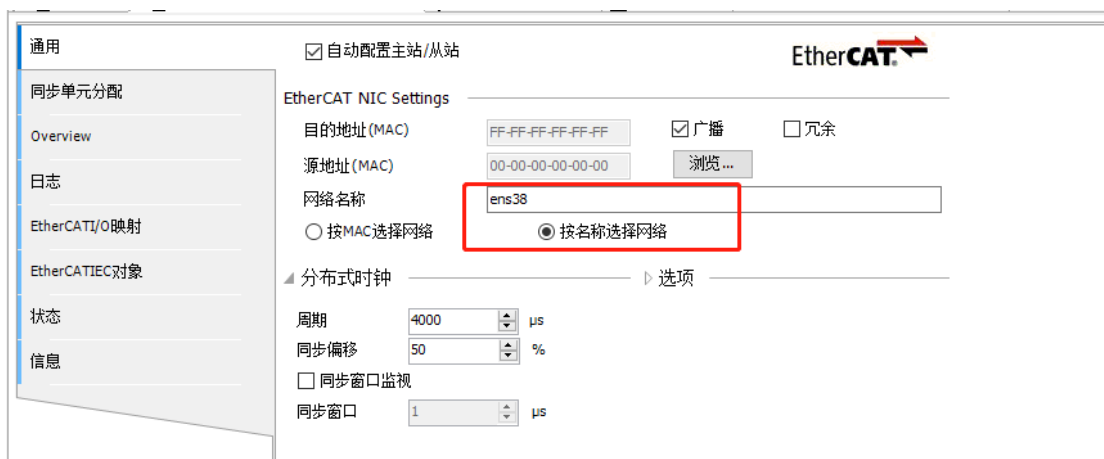 通用
同步单元分配
Overview
日志
EtherCATI/O映射
EtherCATIEC对象
状态
信息
自动配置主站/从站
EtherCAT.
EtherCAT NIC Settings
目的地址(MAC) FF-FF-FF-FF-FF-FF 广播 冗余
源地址(MAC) 00-00-00-00-00-00 浏览...
网络名称 ens38
按MAC选择网络 按名称选择网络
分布式时钟 选项
周期 4000 µs
同步偏移 50 %
同步窗口监视
同步窗口 1 µs